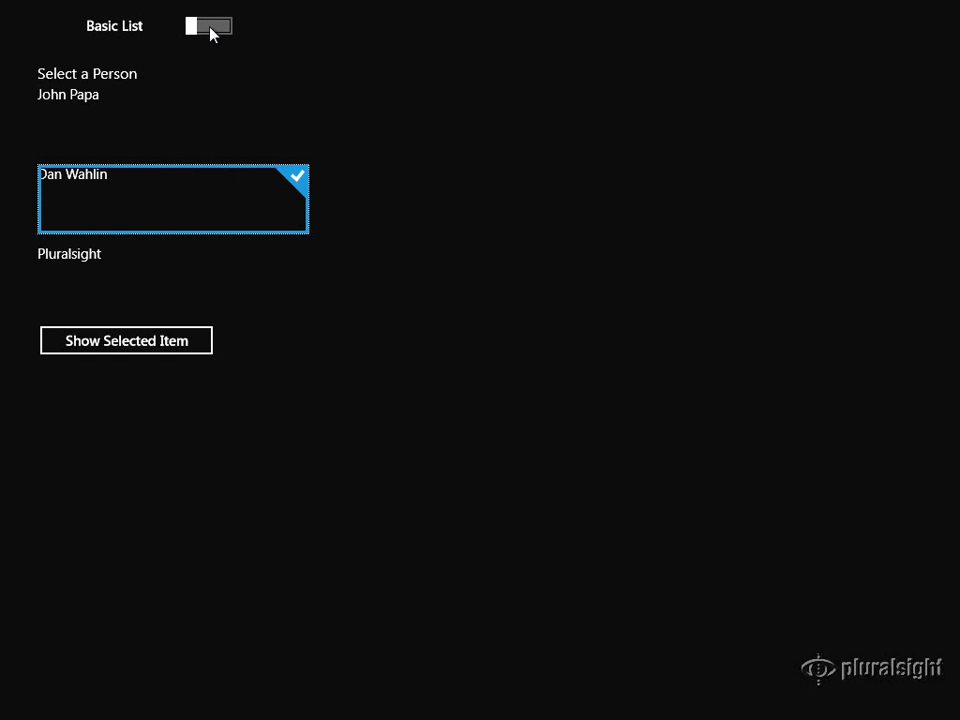 Basic List
Select a Person
John Papa
Dan Wahlin
Pluralsight
Show Selected Item
pluralsight